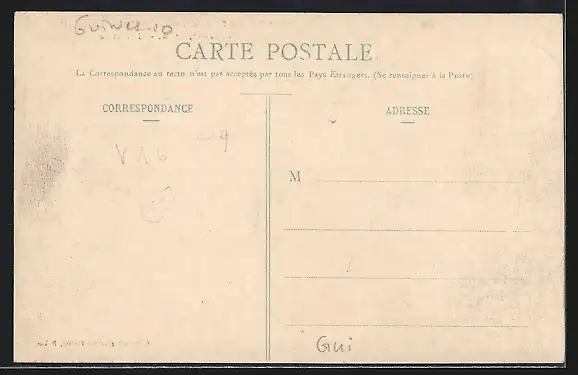 CARTE POSTALE
La Correspondance au recto n'est pas acceptée par tous les Pays Etrangers. (Se renseigner à la Poste)
CORRESPONDANCE
ADRESSE
V16
M
Gui